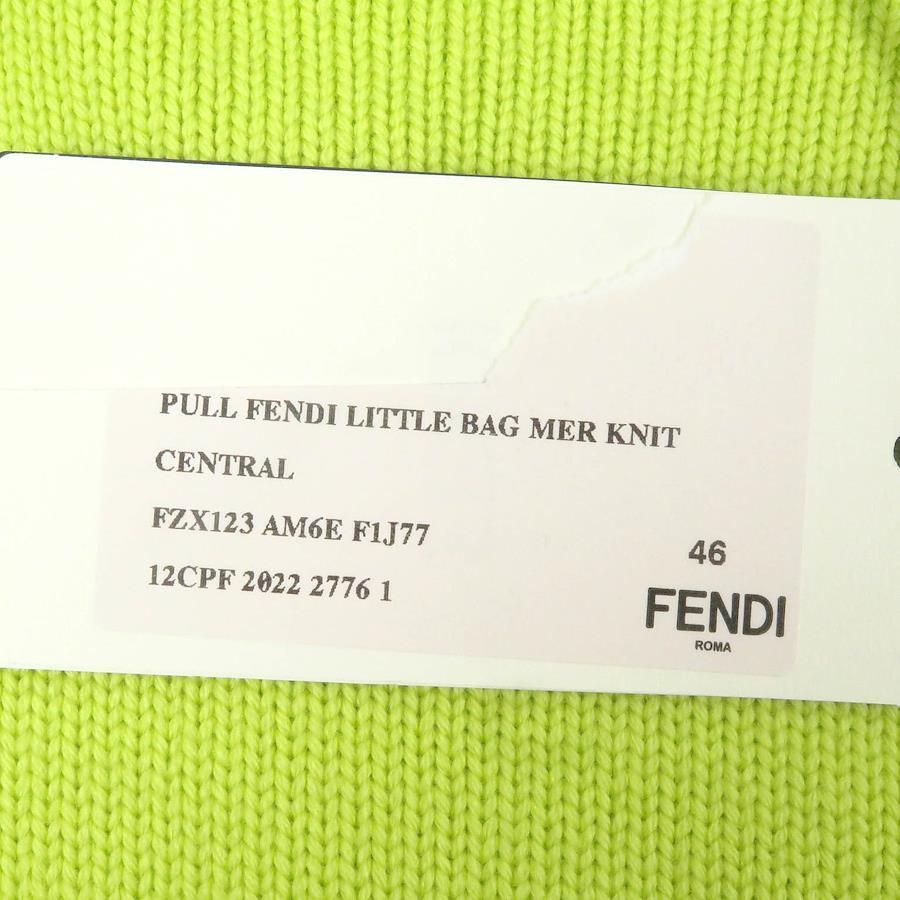 PULL FENDI LITTLE BAG MER KNIT
CENTRAL
FZX123 AM6E F1J77
12CPF 2022 2776 1
46
FENDI
ROMA